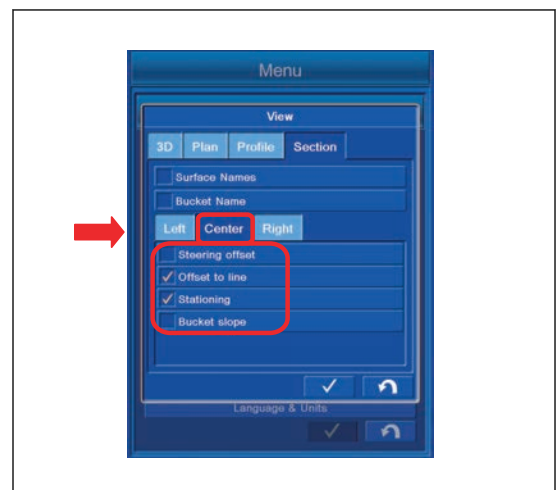 Menu
View
3D Plan Profile Section
Surface Names
Bucket Name
Left Center Right
Steering offset
Offset to line
Stationing
Bucket slope
Language & Units